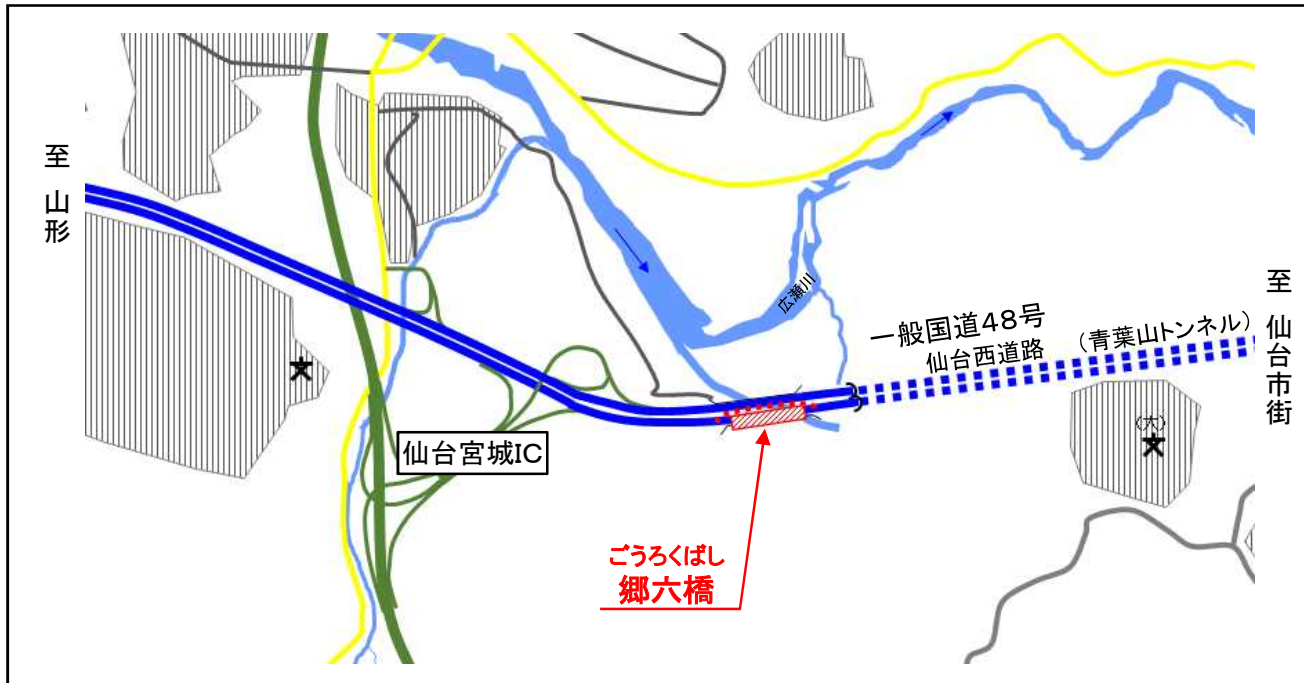 至 山形
広瀬川
一般国道48号
仙台西道路
(青葉山トンネル)
至 仙台市街
仙台宮城IC
(大)
ごうろくばし
郷六橋